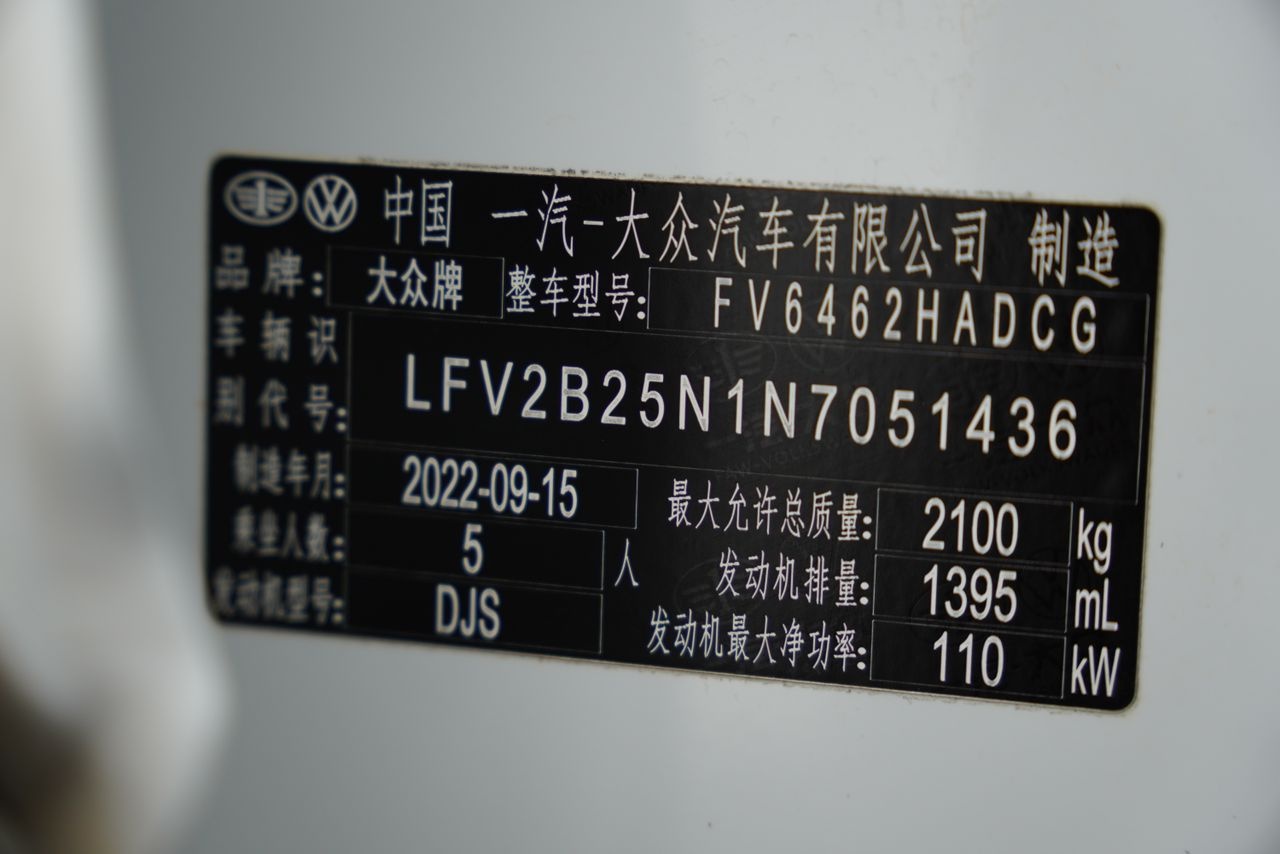 中国 一汽-大众汽车有限公司 制造
品牌: 大众牌 整车型号: FV6462HADCG
车辆识别代号: LFV2B25N1N7051436
制造年月: 2022-09-15 最大允许总质量: 2100 kg
乘坐人数: 5 人 发动机排量: 1395 mL
发动机型号: DJS 发动机最大净功率: 110 kW